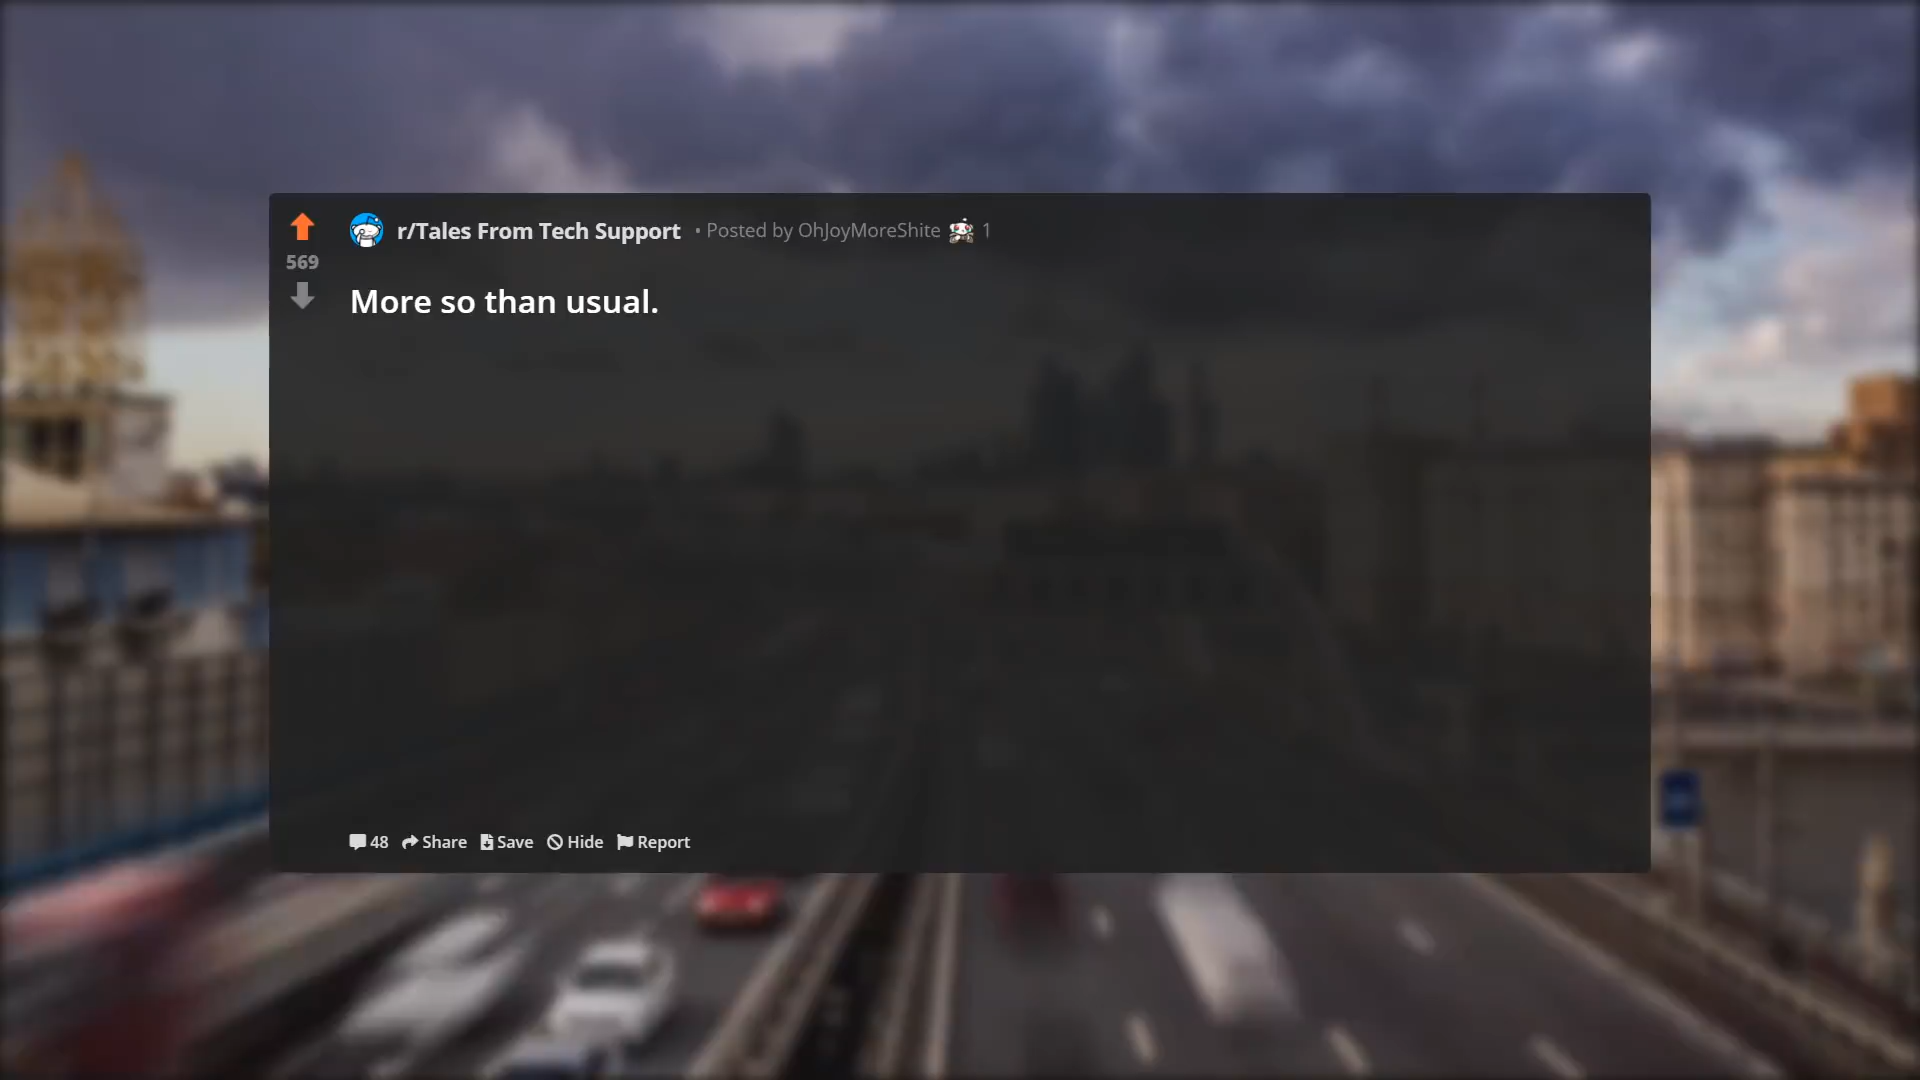 r/Tales From Tech Support • Posted by OhJoyMoreShite 1
569
More so than usual.
48 Share Save Hide Report